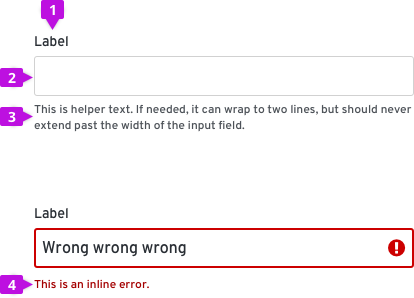 1
Label
2
3
This is helper text. If needed, it can wrap to two lines, but should never
extend past the width of the input field.
Label
Wrong wrong wrong
4
This is an inline error.